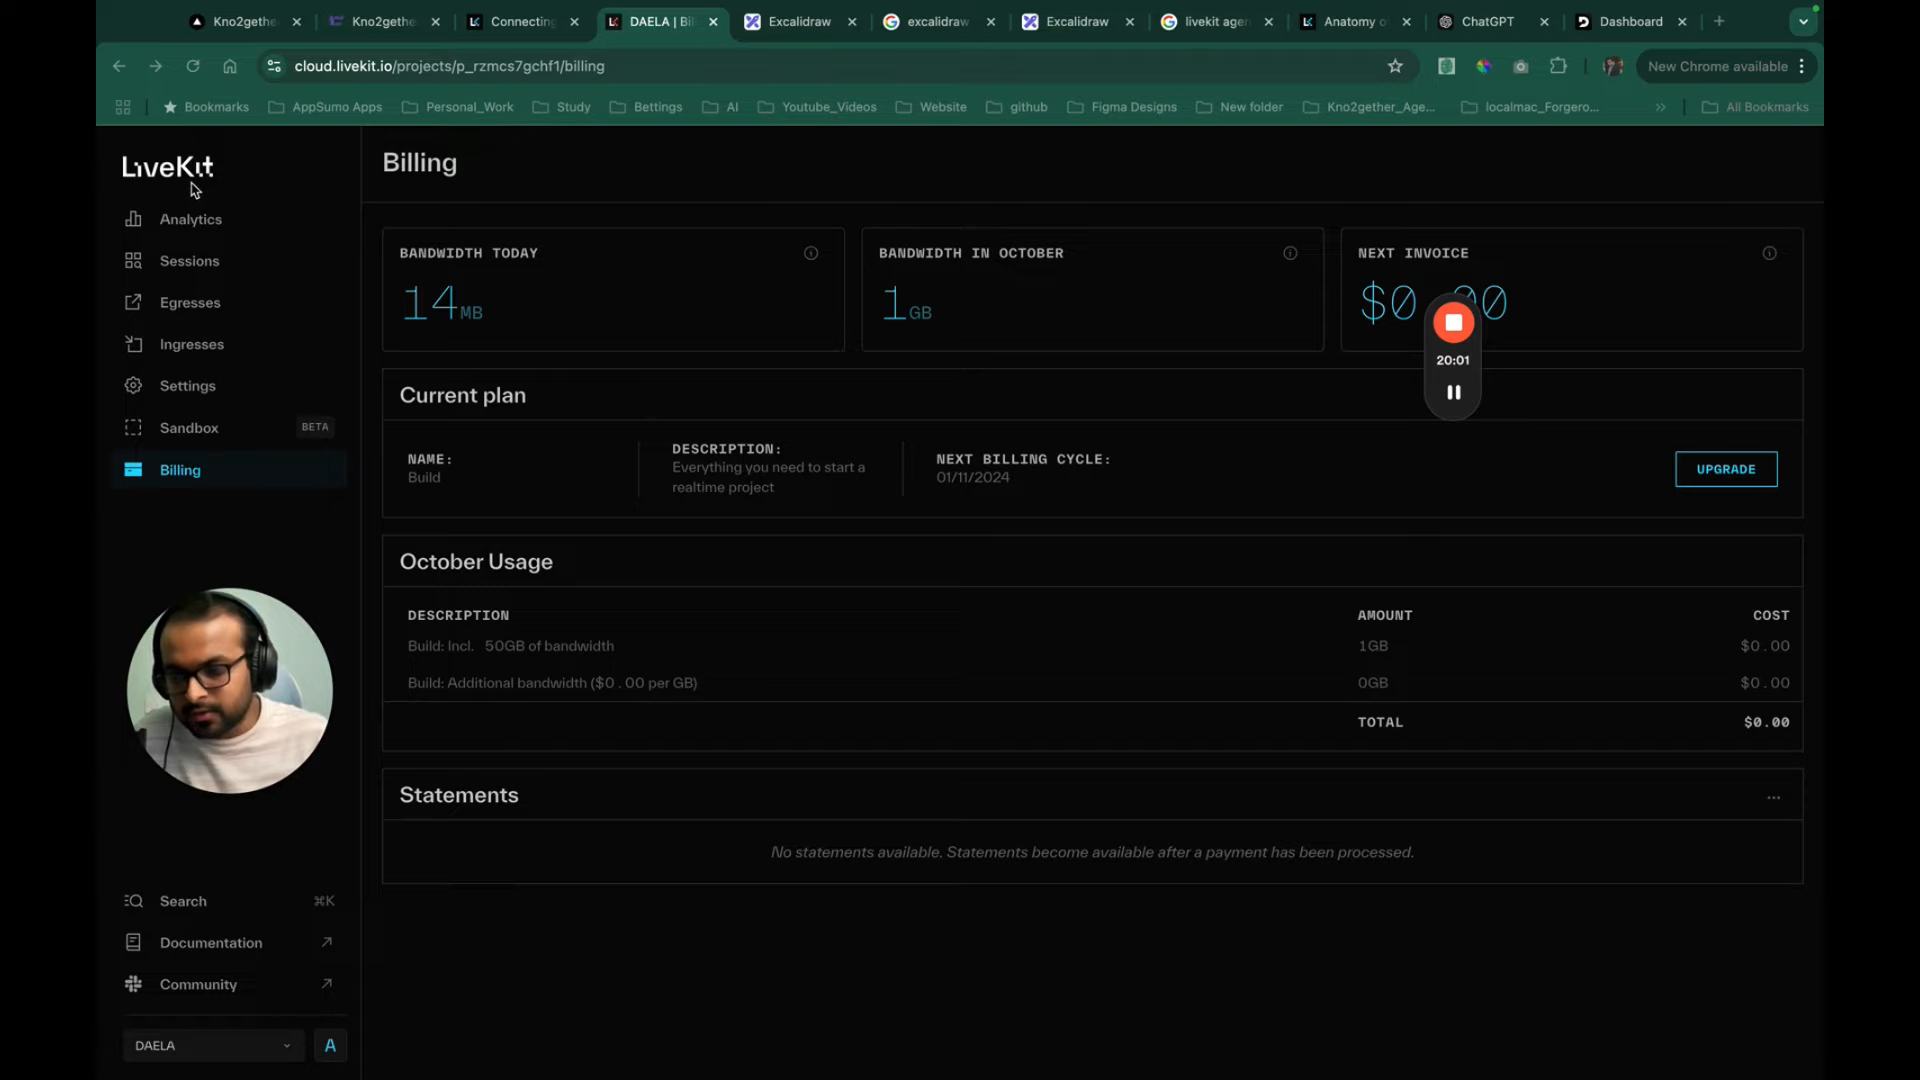 Kno2gethe
Kno2gethe
Connecting
DAELA | Bil
Excalidraw
excalidraw
Excalidraw
livekit agen
Anatomy o
ChatGPT
Dashboard
cloud.livekit.io/projects/p_rzmcs7gchf1/billing
New Chrome available
Bookmarks
AppSumo Apps
Personal_Work
Study
Bettings
AI
Youtube_Videos
Website
github
Figma Designs
New folder
Kno2gether_Age...
localmac_Forgero...
All Bookmarks
LiveKit
Analytics
Sessions
Egresses
Ingresses
Settings
Sandbox BETA
Billing
Search ⌘K
Documentation
Community
DAELA A
Billing
BANDWIDTH TODAY
14MB
BANDWIDTH IN OCTOBER
1GB
NEXT INVOICE
$0 00
20:01
Current plan
NAME:
Build
DESCRIPTION:
Everything you need to start a
realtime project
NEXT BILLING CYCLE:
01/11/2024
UPGRADE
October Usage
DESCRIPTION AMOUNT COST
Build: Incl. 50GB of bandwidth 1GB $0.00
Build: Additional bandwidth ($0.00 per GB) 0GB $0.00
TOTAL $0.00
Statements
No statements available. Statements become available after a payment has been processed.